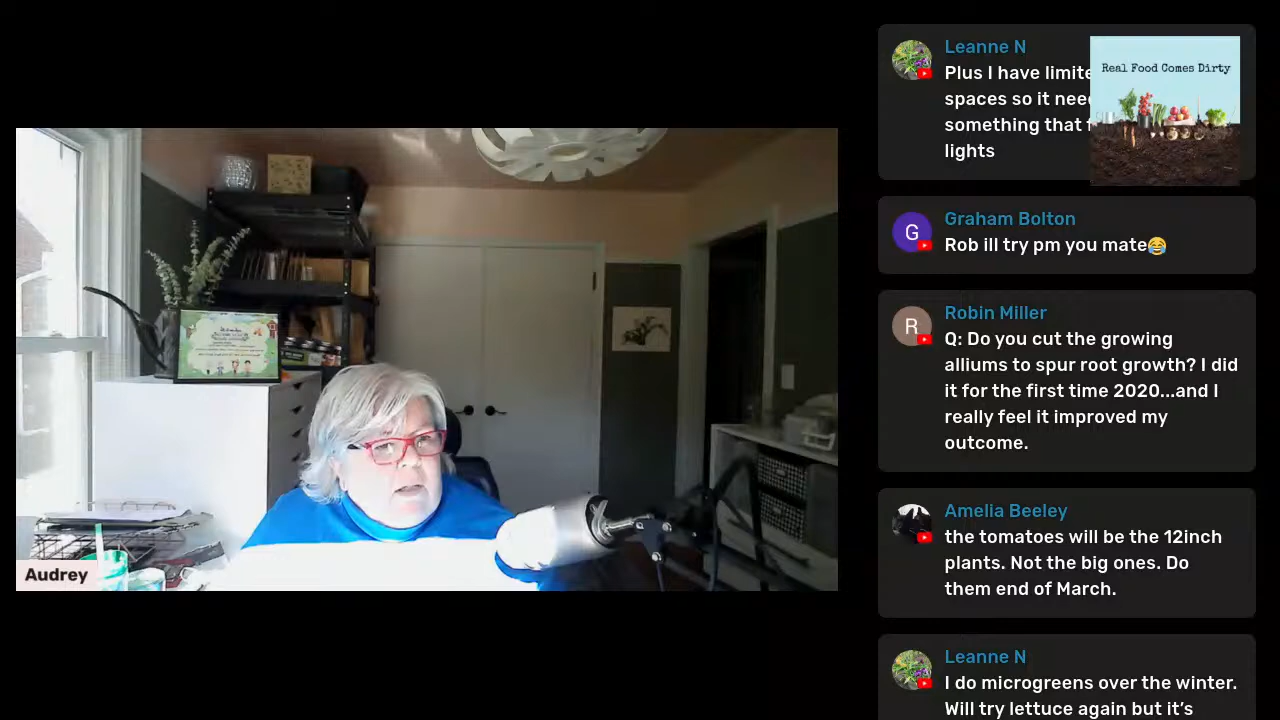 Leanne N
Plus I have limite
spaces so it nee
something that f
lights
Real Food Comes Dirty
Graham Bolton
G
Rob ill try pm you mate😂
Robin Miller
R
Q: Do you cut the growing
alliums to spur root growth? I did
it for the first time 2020...and I
really feel it improved my
outcome.
Amelia Beeley
the tomatoes will be the 12inch
plants. Not the big ones. Do
them end of March.
Leanne N
I do microgreens over the winter.
Will try lettuce again but it's
Audrey